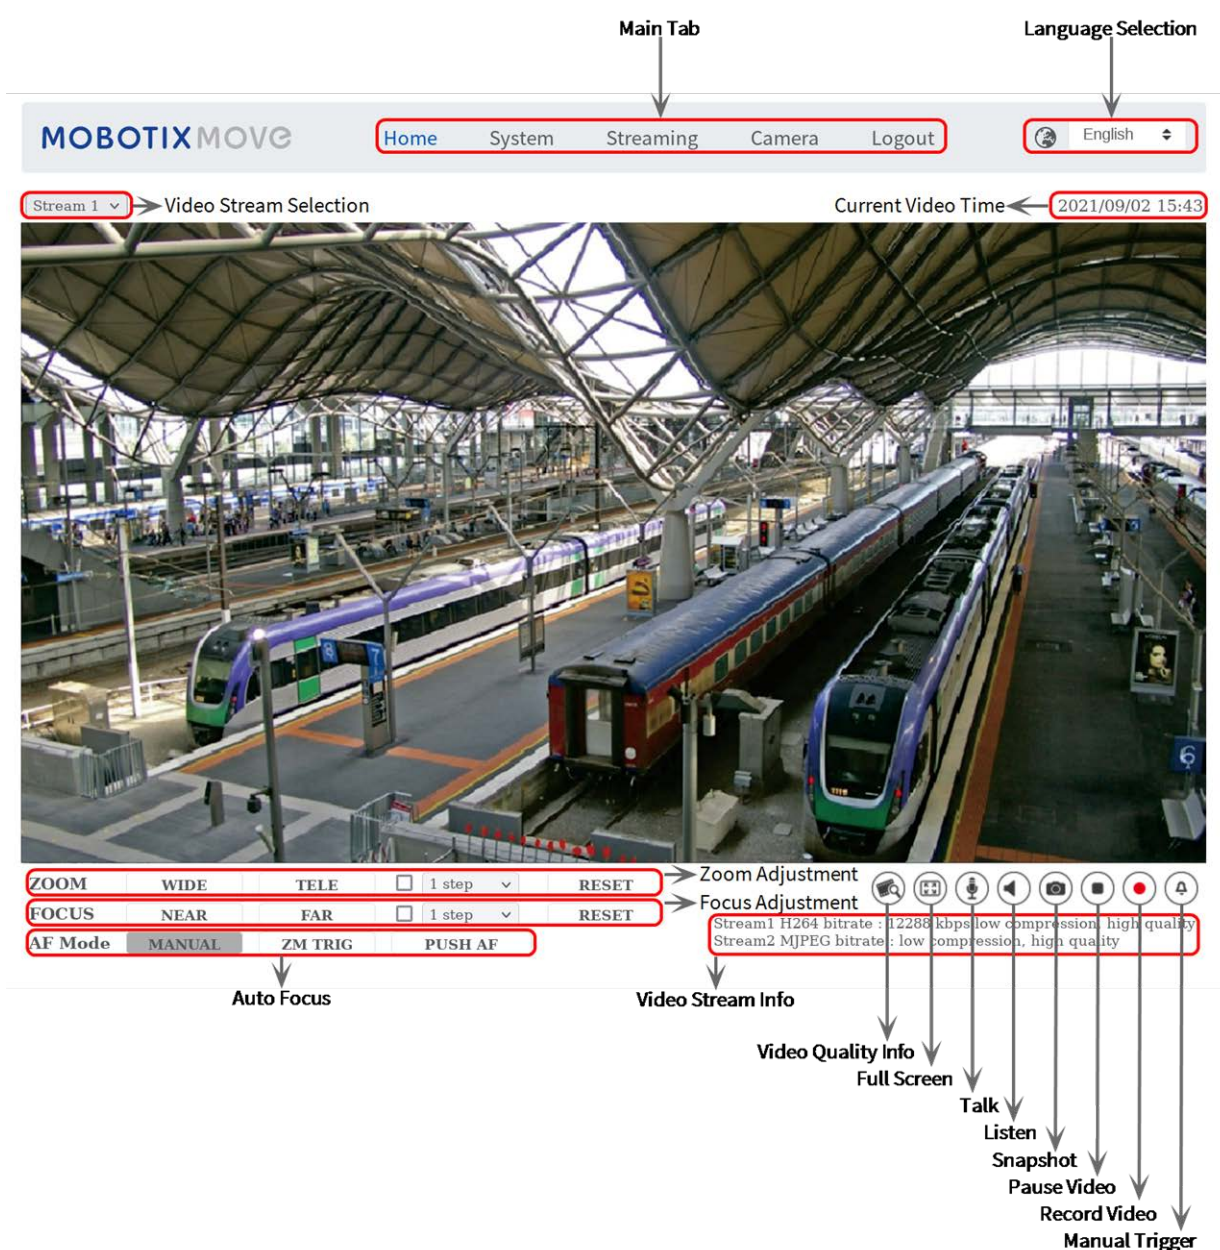 Main Tab
Language Selection
MOBOTIX MOVE
Home System Streaming Camera Logout
English
Stream 1
Video Stream Selection
Current Video Time
2021/09/02 15:43
7
6
ZOOM WIDE TELE 1 step RESET
Zoom Adjustment
FOCUS NEAR FAR 1 step RESET
Focus Adjustment
AF Mode MANUAL ZM TRIG PUSH AF
Stream1 H264 bitrate : 12288 kbps low compression, high quality
Stream2 MJPEG bitrate : low compression, high quality
Auto Focus
Video Stream Info
Video Quality Info
Full Screen
Talk
Listen
Snapshot
Pause Video
Record Video
Manual Trigger